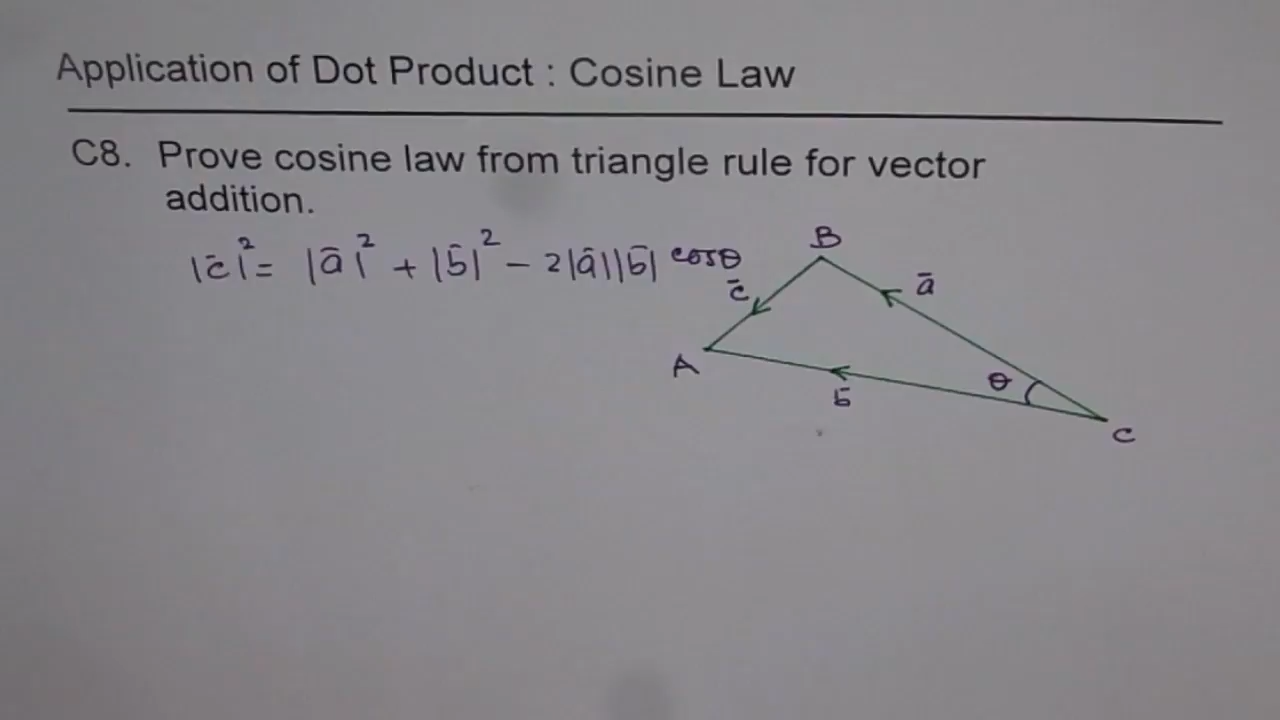 Application of Dot Product : Cosine Law
C8. Prove cosine law from triangle rule for vector
addition.
|c̄|² = |ā|² + |b̄|² − 2|ā||b̄| cosθ
B
c̄
ā
A
θ
b̄
C